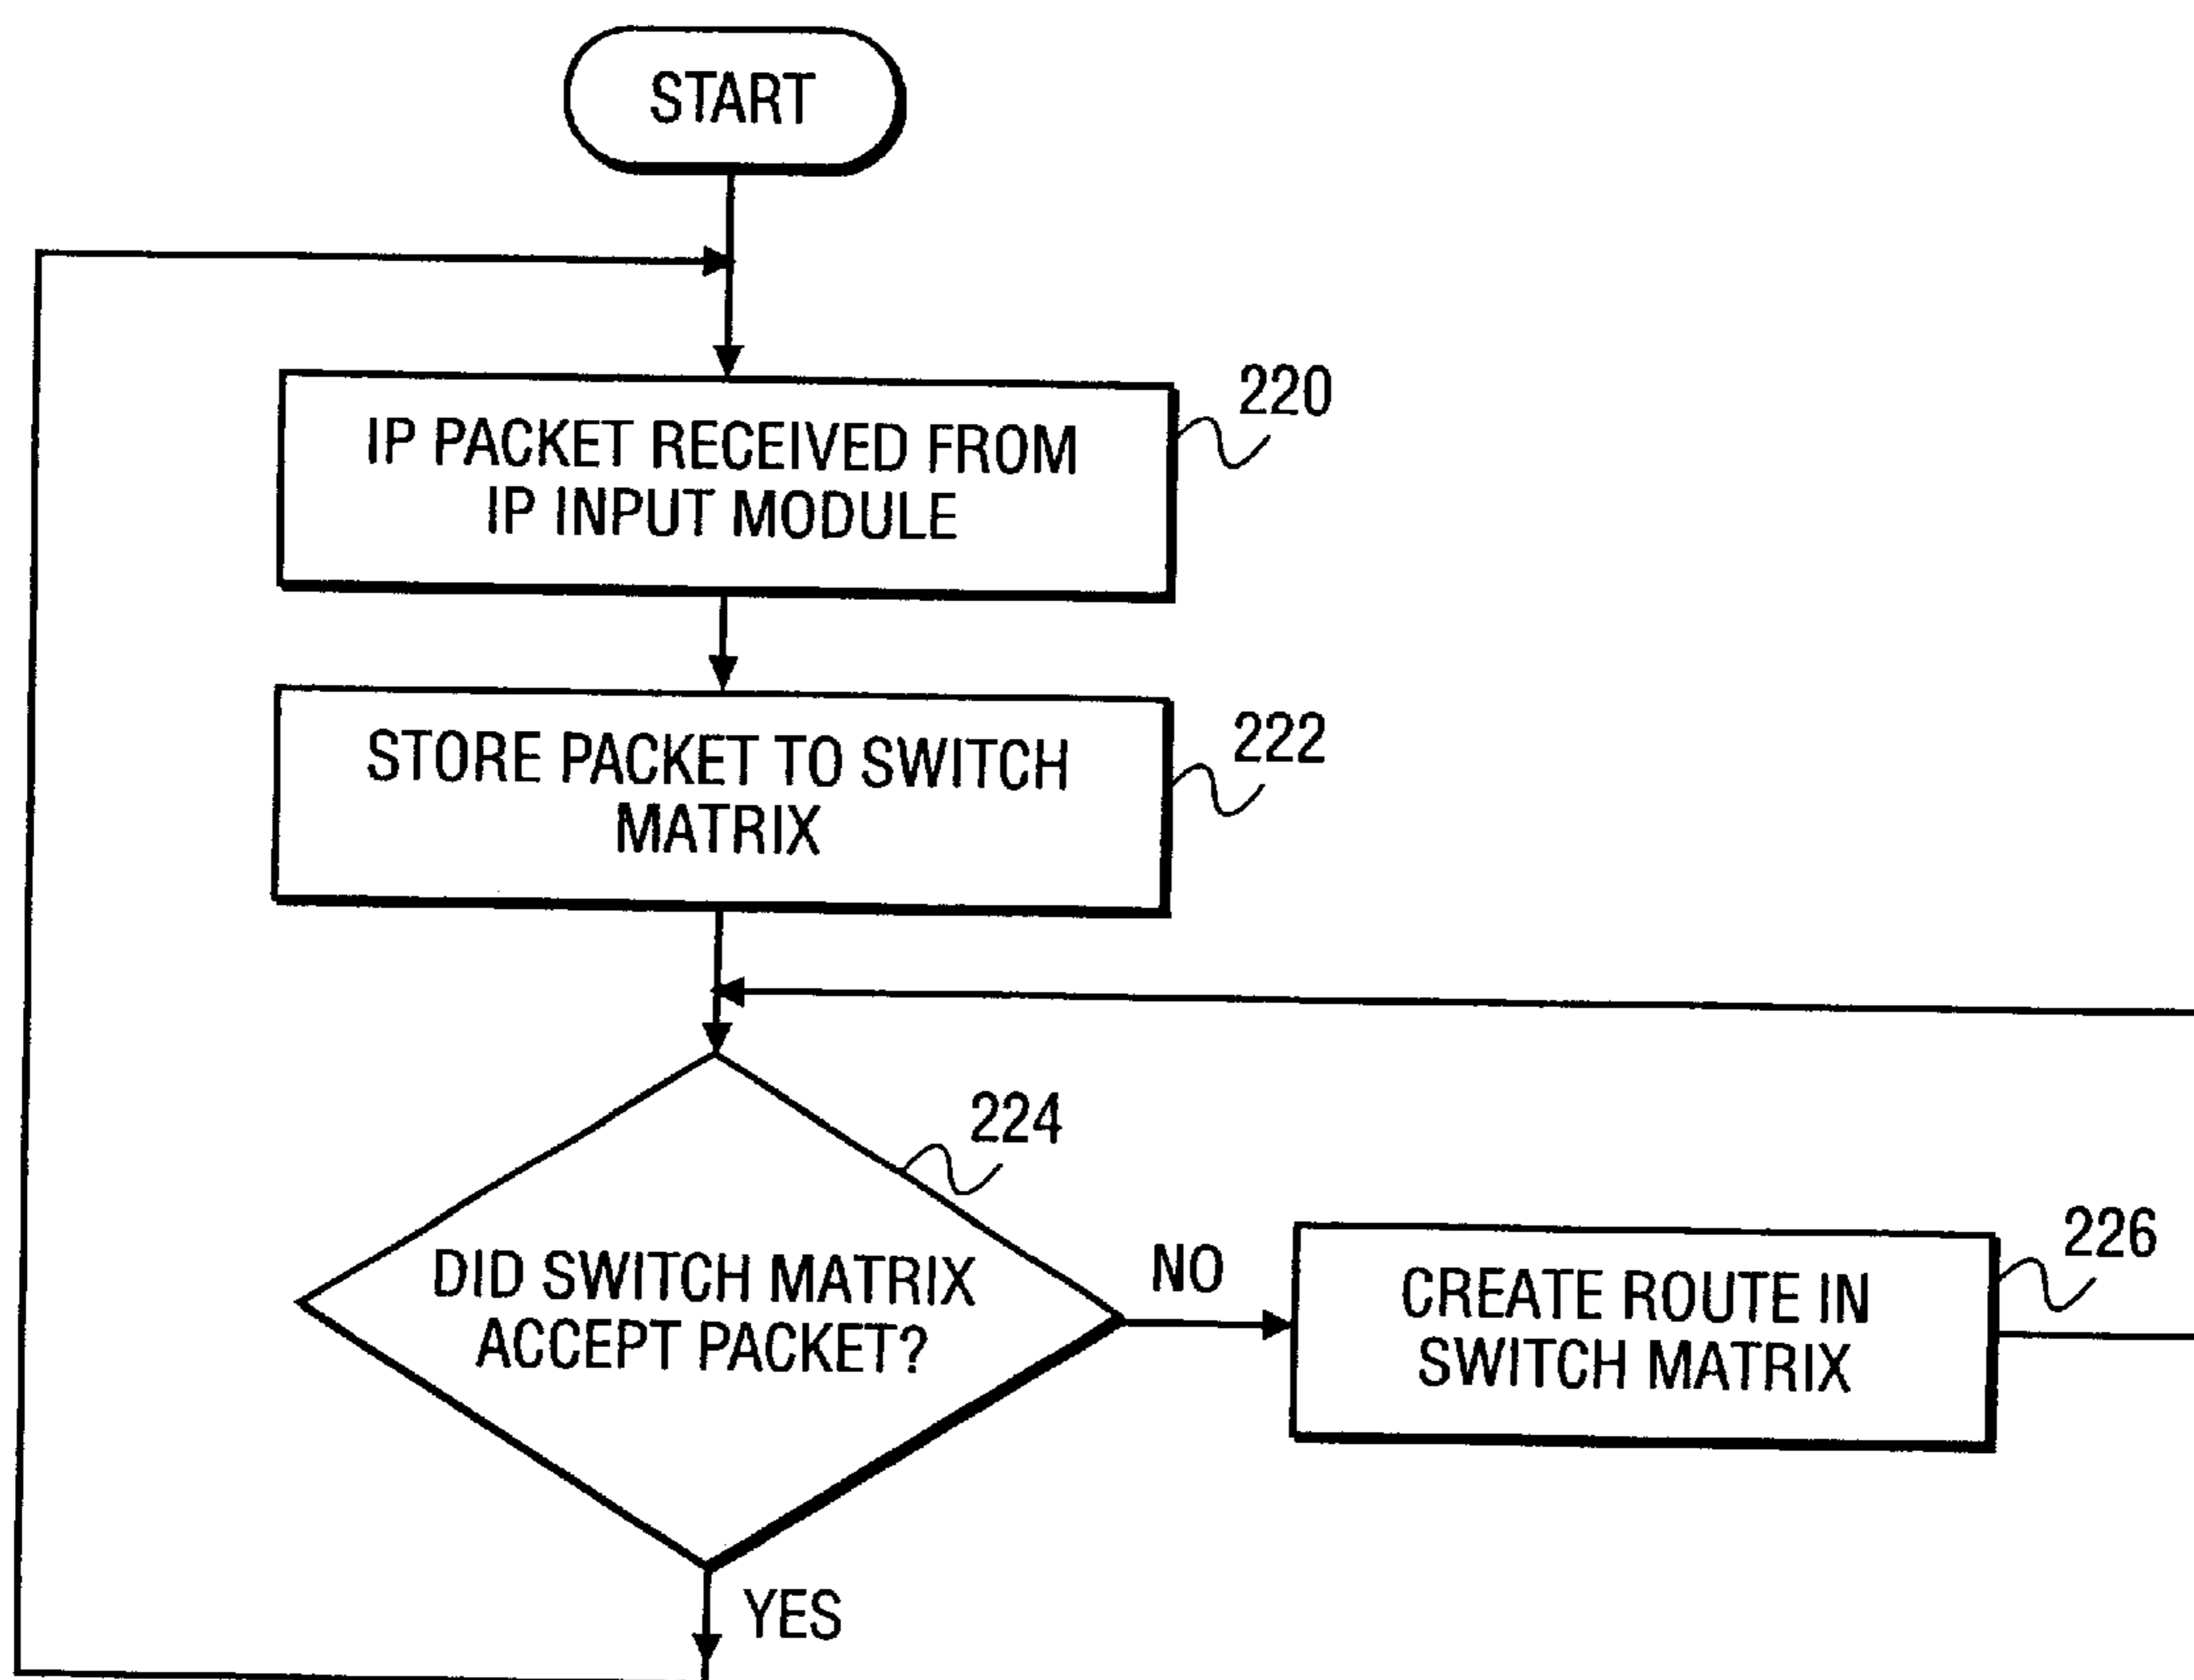 START
220
IP PACKET RECEIVED FROM
IP INPUT MODULE
222
STORE PACKET TO SWITCH
MATRIX
224
DID SWITCH MATRIX
ACCEPT PACKET?
NO
226
CREATE ROUTE IN
SWITCH MATRIX
YES